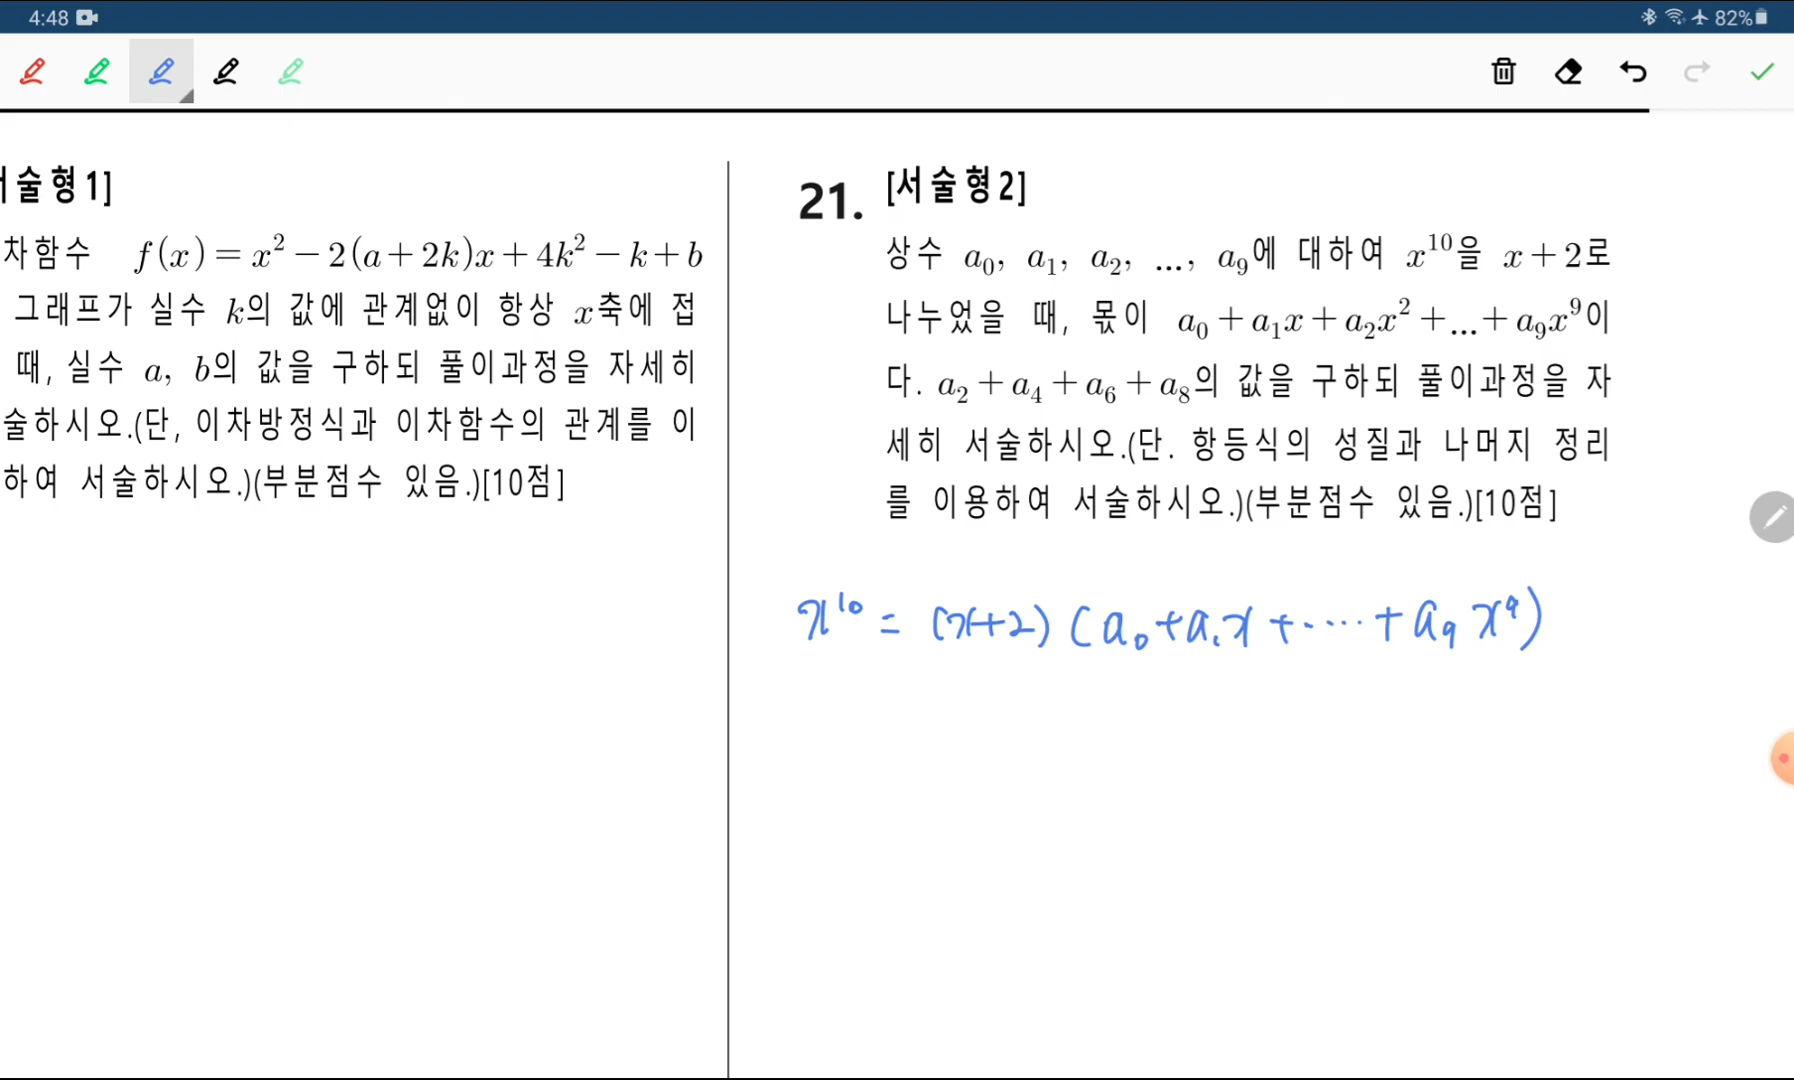 4:48
82%
서술형1]
차함수 f(x) = x² − 2(a + 2k)x + 4k² − k + b
그래프가 실수 k의 값에 관계없이 항상 x축에 접
때, 실수 a, b의 값을 구하되 풀이과정을 자세히
술하시오.(단, 이차방정식과 이차함수의 관계를 이
하여 서술하시오.)(부분점수 있음.)[10점]
21. [서술형2]
상수 a₀, a₁, a₂, ..., a₉에 대하여 x¹⁰을 x + 2로
나누었을 때, 몫이 a₀ + a₁x + a₂x² + ... + a₉x⁹이
다. a₂ + a₄ + a₆ + a₈의 값을 구하되 풀이과정을 자
세히 서술하시오.(단. 항등식의 성질과 나머지 정리
를 이용하여 서술하시오.)(부분점수 있음.)[10점]
x¹⁰ = (x+2)(a₀+a₁x+·····+a₉x⁹)